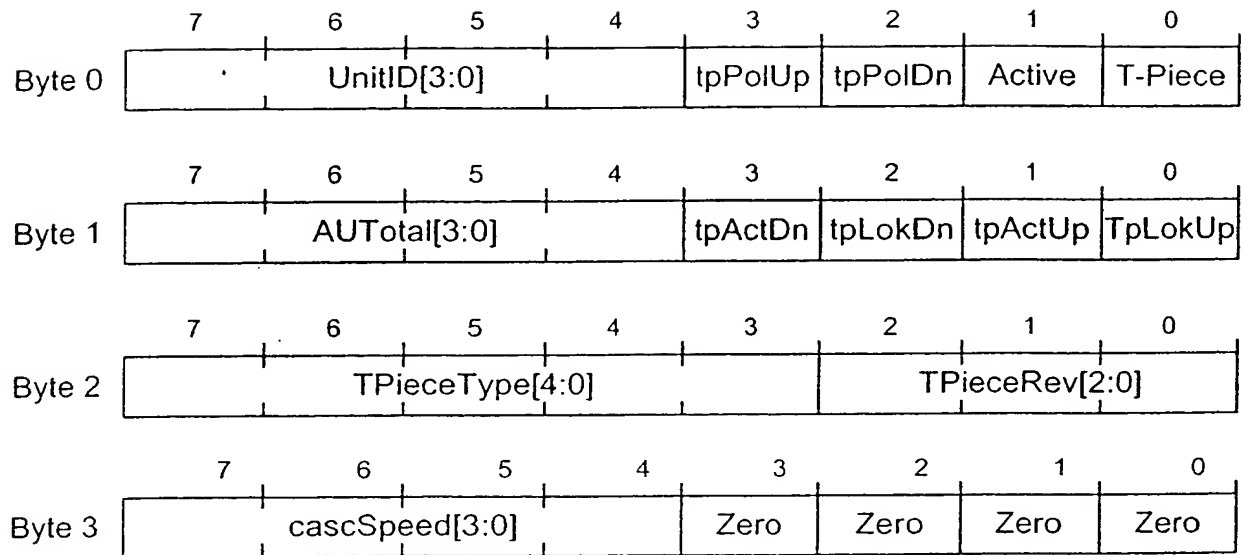 7 6 5 4 3 2 1 0
Byte 0 UnitID[3:0] tpPolUp tpPolDn Active T-Piece
7 6 5 4 3 2 1 0
Byte 1 AUTotal[3:0] tpActDn tpLokDn tpActUp TpLokUp
7 6 5 4 3 2 1 0
Byte 2 TPieceType[4:0] TPieceRev[2:0]
7 6 5 4 3 2 1 0
Byte 3 cascSpeed[3:0] Zero Zero Zero Zero